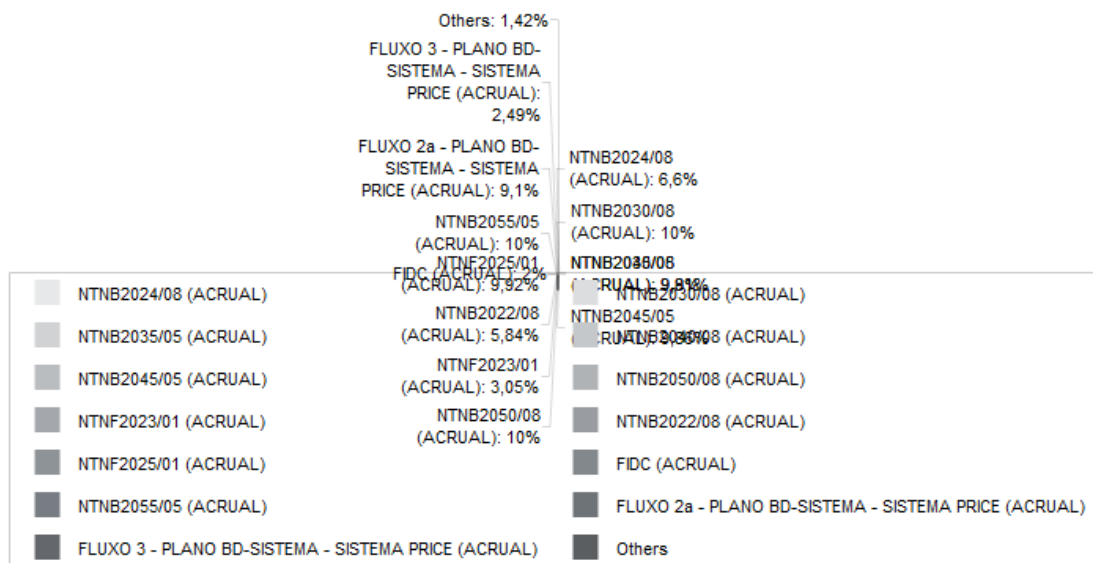 Others: 1,42%
FLUXO 3 - PLANO BD-
SISTEMA - SISTEMA
PRICE (ACRUAL):
2,49%
FLUXO 2a - PLANO BD-
SISTEMA - SISTEMA
PRICE (ACRUAL): 9,1%
NTNB2055/05
(ACRUAL): 10%
NTNF2025/01
(ACRUAL): 9,92%
FIDC (ACRUAL): 2%
NTNB2022/08
(ACRUAL): 5,84%
NTNF2023/01
(ACRUAL): 3,05%
NTNB2050/08
(ACRUAL): 10%
NTNB2024/08
(ACRUAL): 6,6%
NTNB2030/08
(ACRUAL): 10%
NTNB2045/05
NTNB2024/08 (ACRUAL)
NTNB2030/08 (ACRUAL)
NTNB2035/05 (ACRUAL)
NTNB2040/08 (ACRUAL)
NTNB2045/05 (ACRUAL)
NTNB2050/08 (ACRUAL)
NTNF2023/01 (ACRUAL)
NTNB2022/08 (ACRUAL)
NTNF2025/01 (ACRUAL)
FIDC (ACRUAL)
NTNB2055/05 (ACRUAL)
FLUXO 2a - PLANO BD-SISTEMA - SISTEMA PRICE (ACRUAL)
FLUXO 3 - PLANO BD-SISTEMA - SISTEMA PRICE (ACRUAL)
Others